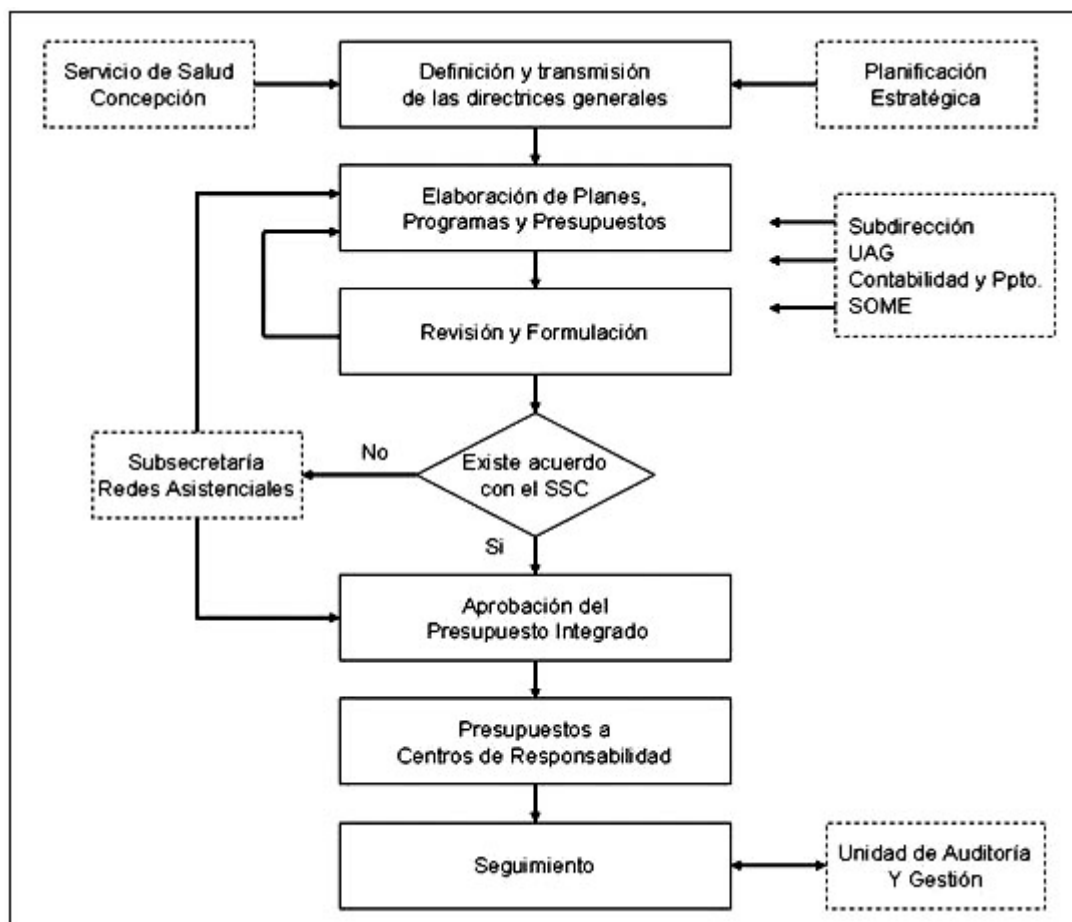 Servicio de Salud
Concepción
Definición y transmisión
de las directrices generales
Planificación
Estratégica
Elaboración de Planes,
Programas y Presupuestos
Subdirección
UAG
Contabilidad y Ppto.
SOME
Revisión y Formulación
Subsecretaría
Redes Asistenciales
No
Existe acuerdo
con el SSC
Si
Aprobación del
Presupuesto Integrado
Presupuestos a
Centros de Responsabilidad
Seguimiento
Unidad de Auditoría
Y Gestión